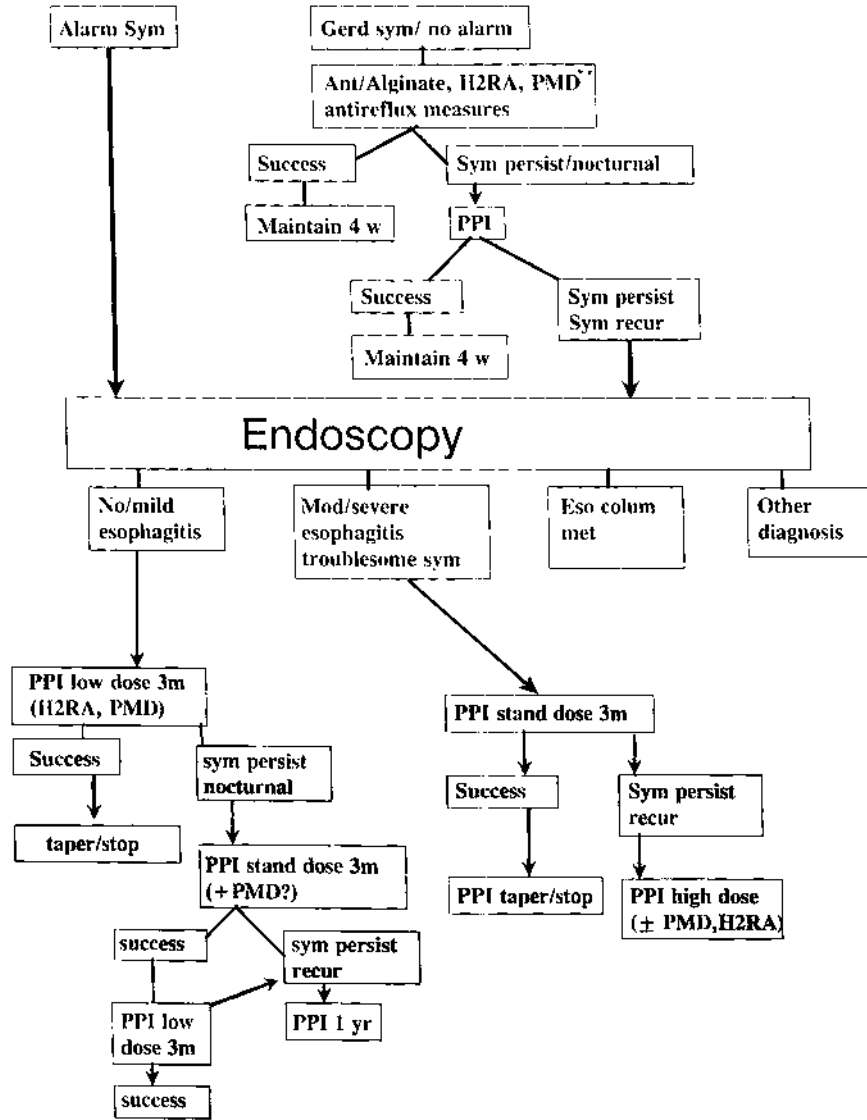 Alarm Sym
Gerd sym/ no alarm
Ant/Alginate, H2RA, PMD
antireflux measures
Success
Sym persist/nocturnal
Maintain 4 w
PPI
Success
Sym persist
Sym recur
Maintain 4 w
Endoscopy
No/mild
esophagitis
Mod/severe
esophagitis
troublesome sym
Eso colum
met
Other
diagnosis
PPI low dose 3m
(H2RA, PMD)
Success
sym persist
nocturnal
taper/stop
PPI stand dose 3m
(+PMD?)
success
sym persist
recur
PPI low
dose 3m
PPI 1 yr
success
PPI stand dose 3m
Success
Sym persist
recur
PPI taper/stop
PPI high dose
(± PMD,H2RA)